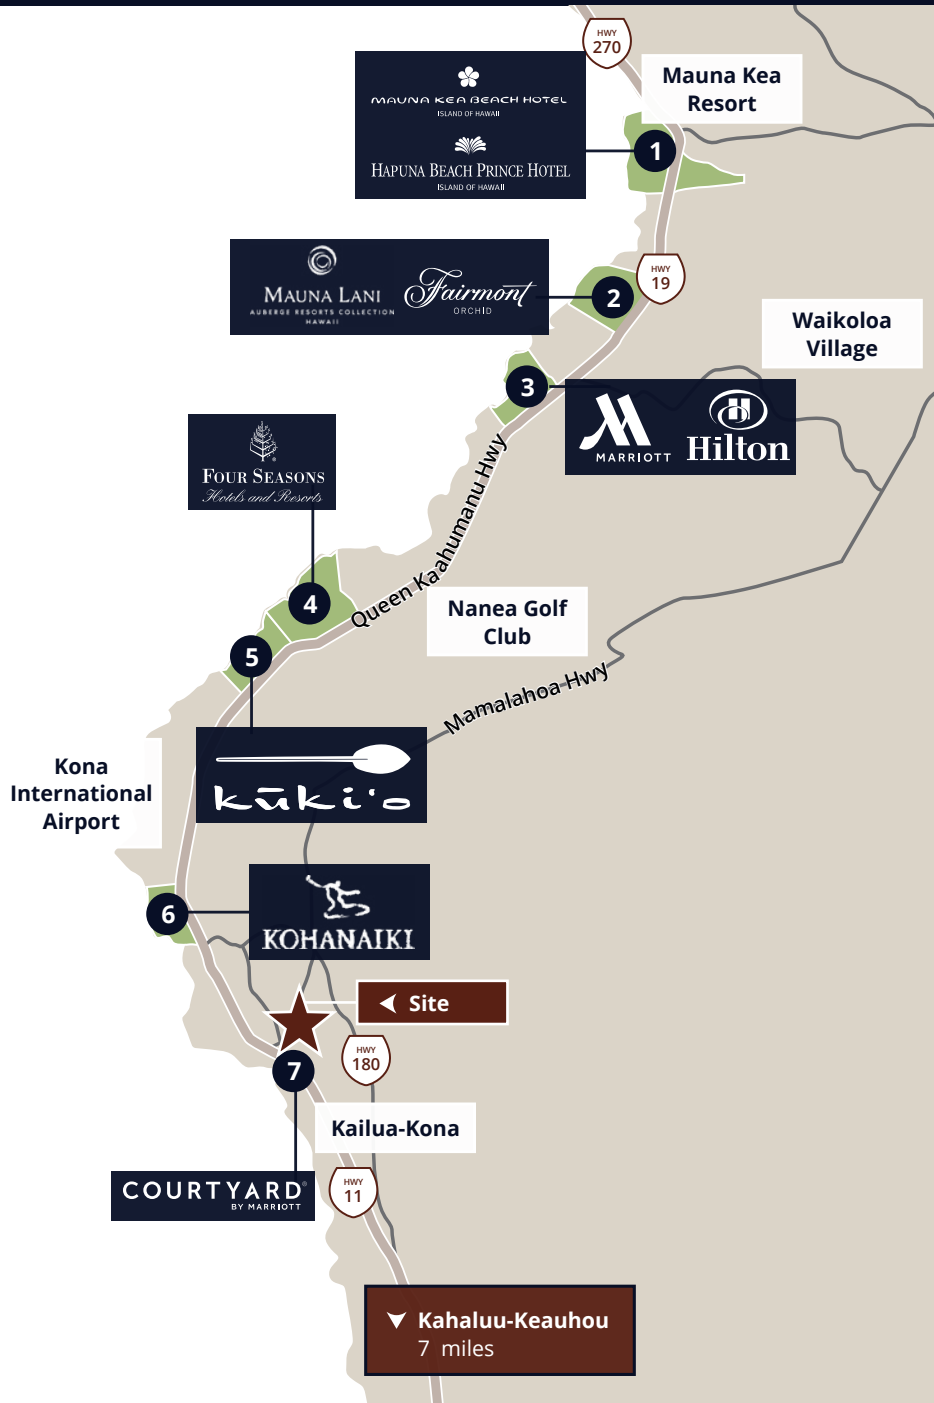 HWY
270
Mauna Kea
Resort
MAUNA KEA BEACH HOTEL
ISLAND OF HAWAII
HAPUNA BEACH PRINCE HOTEL
ISLAND OF HAWAII
1
MAUNA LANI
AUBERGE RESORTS COLLECTION
HAWAII
Fairmont
ORCHID
2
HWY
19
Waikoloa
Village
3
MARRIOTT
Hilton
FOUR SEASONS
Hotels and Resorts
Queen Kaahumanu Hwy
4
Nanea Golf
Club
5
Mamalahoa Hwy
Kona
International
Airport
kūki'o
6
KOHANAIKI
Site
7
HWY
180
Kailua-Kona
COURTYARD®
BY MARRIOTT
HWY
11
Kahaluu-Keauhou
7 miles